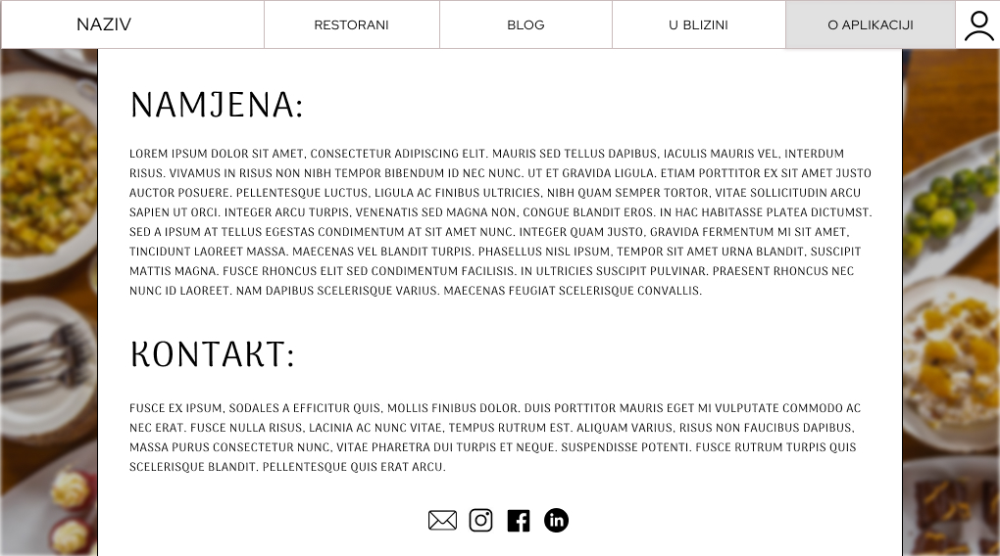 NAZIV
RESTORANI
BLOG
U BLIZINI
O APLIKACIJI
NAMJENA:
LOREM IPSUM DOLOR SIT AMET, CONSECTETUR ADIPISCING ELIT. MAURIS SED TELLUS DAPIBUS, IACULIS MAURIS VEL, INTERDUM
RISUS. VIVAMUS IN RISUS NON NIBH TEMPOR BIBENDUM ID NEC NUNC. UT ET GRAVIDA LIGULA. ETIAM PORTTITOR EX SIT AMET JUSTO
AUCTOR POSUERE. PELLENTESQUE LUCTUS, LIGULA AC FINIBUS ULTRICIES, NIBH QUAM SEMPER TORTOR, VITAE SOLLICITUDIN ARCU
SAPIEN UT ORCI. INTEGER ARCU TURPIS, VENENATIS SED MAGNA NON, CONGUE BLANDIT EROS. IN HAC HABITASSE PLATEA DICTUMST.
SED A IPSUM AT TELLUS EGESTAS CONDIMENTUM AT SIT AMET NUNC. INTEGER QUAM JUSTO, GRAVIDA FERMENTUM MI SIT AMET,
TINCIDUNT LAOREET MASSA. MAECENAS VEL BLANDIT TURPIS. PHASELLUS NISL IPSUM, TEMPOR SIT AMET URNA BLANDIT, SUSCIPIT
MATTIS MAGNA. FUSCE RHONCUS ELIT SED CONDIMENTUM FACILISIS. IN ULTRICIES SUSCIPIT PULVINAR. PRAESENT RHONCUS NEC
NUNC ID LAOREET. NAM DAPIBUS SCELERISQUE VARIUS. MAECENAS FEUGIAT SCELERISQUE CONVALLIS.
KONTAKT:
FUSCE EX IPSUM, SODALES A EFFICITUR QUIS, MOLLIS FINIBUS DOLOR. DUIS PORTTITOR MAURIS EGET MI VULPUTATE COMMODO AC
NEC ERAT. FUSCE NULLA RISUS, LACINIA AC NUNC VITAE, TEMPUS RUTRUM EST. ALIQUAM VARIUS, RISUS NON FAUCIBUS DAPIBUS,
MASSA PURUS CONSECTETUR NUNC, VITAE PHARETRA DUI TURPIS ET NEQUE. SUSPENDISSE POTENTI. FUSCE RUTRUM TURPIS QUIS
SCELERISQUE BLANDIT. PELLENTESQUE QUIS ERAT ARCU.